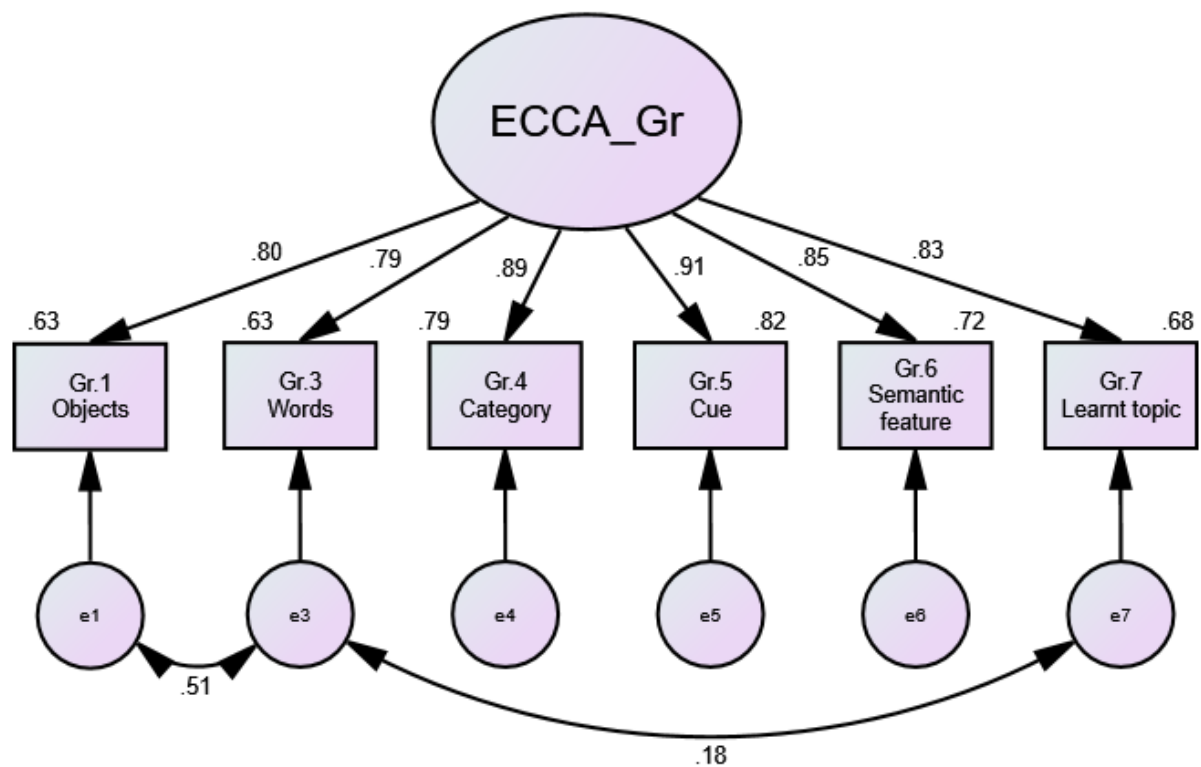 ECCA_Gr
.80
.79
.89
.91
.85
.83
.63
.63
.79
.82
.72
.68
Gr.1
Objects
Gr.3
Words
Gr.4
Category
Gr.5
Cue
Gr.6
Semantic
feature
Gr.7
Learnt topic
e1
e3
e4
e5
e6
e7
.51
.18